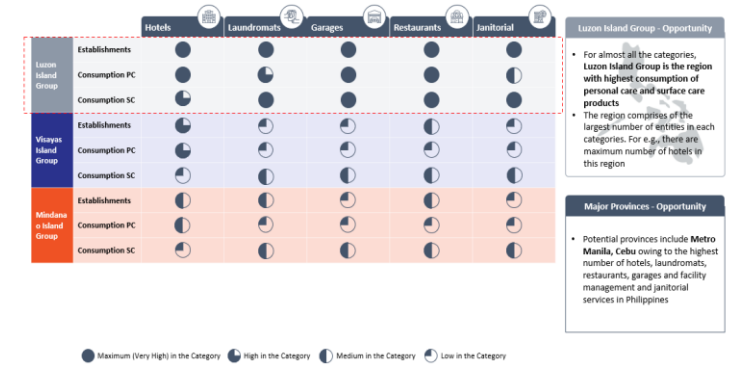 Hotels Laundromats Garages Restaurants Janitorial
Luzon
Island
Group
Establishments
Consumption PC
Consumption SC
Visayas
Island
Group
Establishments
Consumption PC
Consumption SC
Mindana
o Island
Group
Establishments
Consumption PC
Consumption SC
Maximum (Very High) in the Category High in the Category Medium in the Category Low in the Category
Luzon Island Group - Opportunity
• For almost all the categories,
Luzon Island Group is the region
with highest consumption of
personal care and surface care
products
• The region comprises of the
largest number of entities in each
categories. For e.g., there are
maximum number of hotels in
this region
Major Provinces - Opportunity
• Potential provinces include Metro
Manila, Cebu owing to the highest
number of hotels, laundromats,
restaurants, garages and facility
management and janitorial
services in Philippines